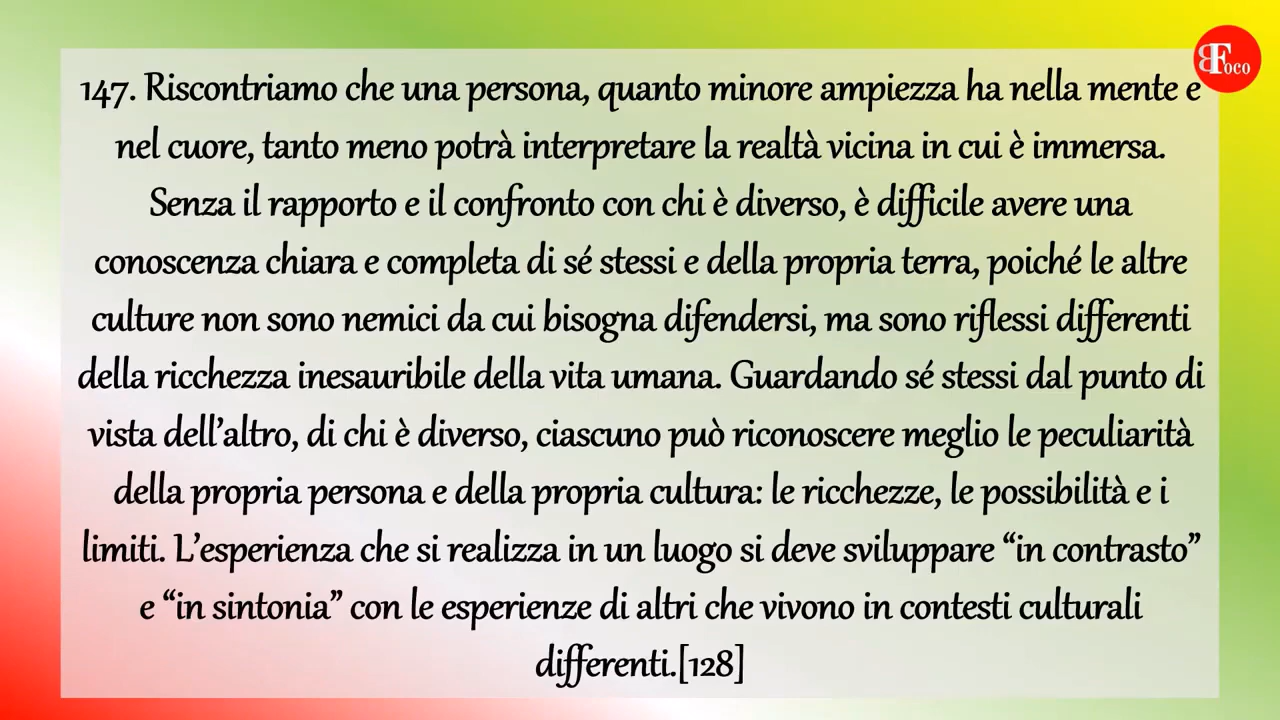 BFoco
147. Riscontriamo che una persona, quanto minore ampiezza ha nella mente e
nel cuore, tanto meno potrà interpretare la realtà vicina in cui è immersa.
Senza il rapporto e il confronto con chi è diverso, è difficile avere una
conoscenza chiara e completa di sé stessi e della propria terra, poiché le altre
culture non sono nemici da cui bisogna difendersi, ma sono riflessi differenti
della ricchezza inesauribile della vita umana. Guardando sé stessi dal punto di
vista dell’altro, di chi è diverso, ciascuno può riconoscere meglio le peculiarità
della propria persona e della propria cultura: le ricchezze, le possibilità e i
limiti. L’esperienza che si realizza in un luogo si deve sviluppare “in contrasto”
e “in sintonia” con le esperienze di altri che vivono in contesti culturali
differenti.[128]